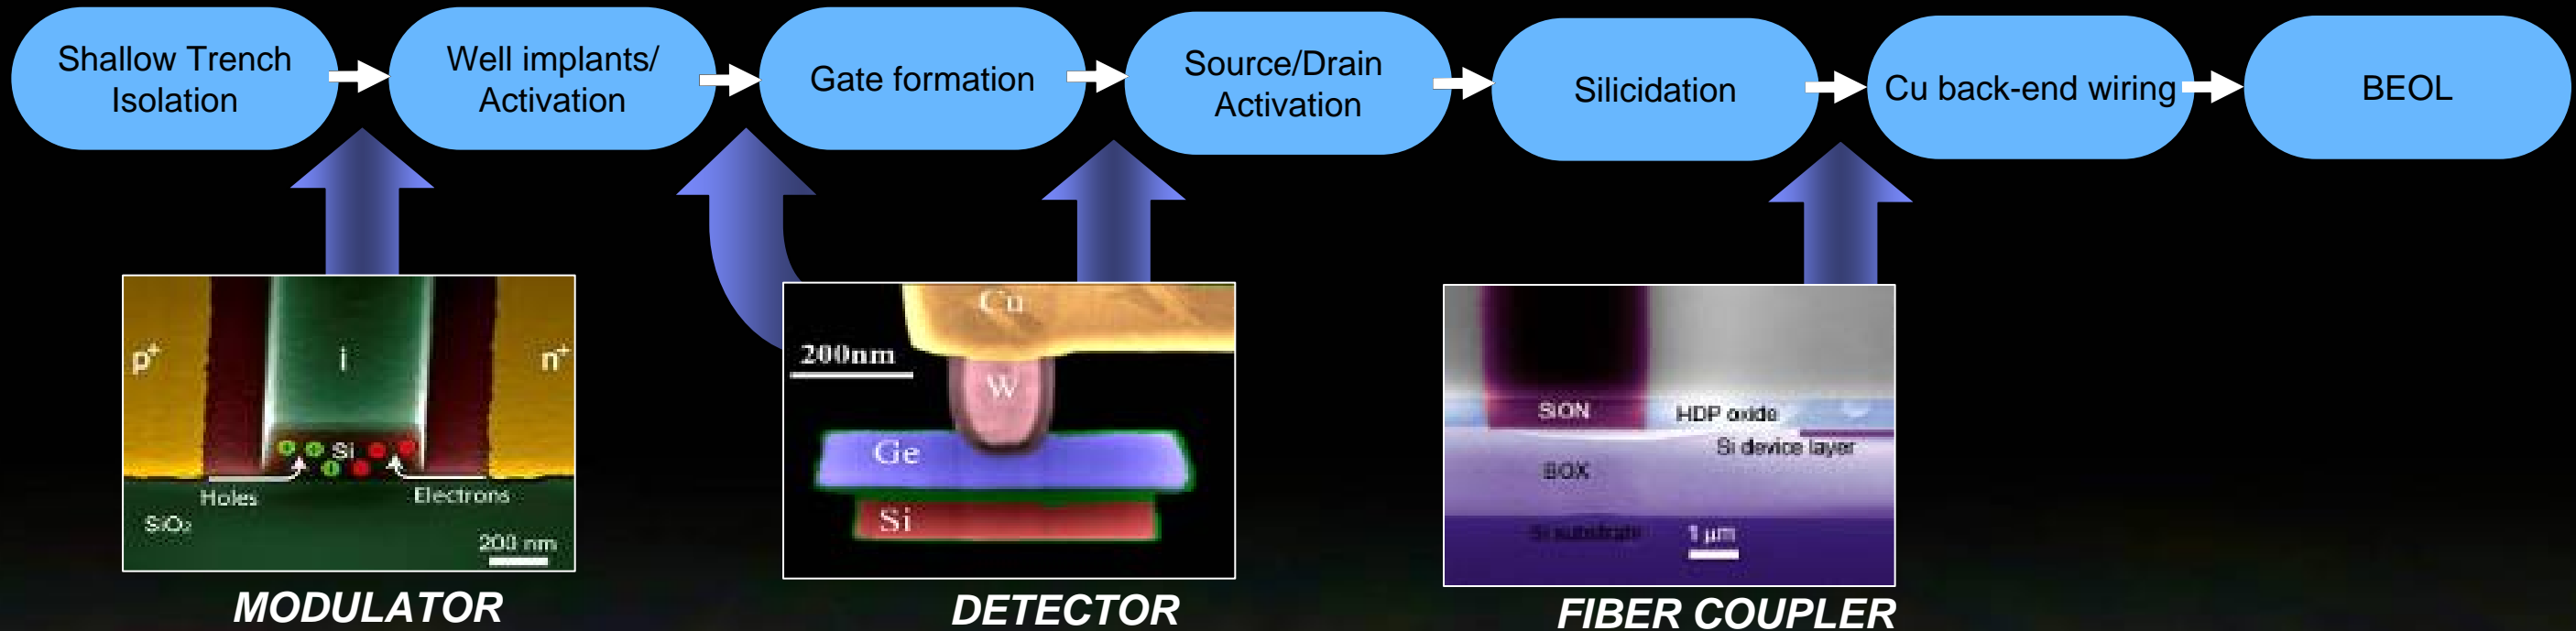 Shallow Trench
Isolation
Well implants/
Activation
Gate formation
Source/Drain
Activation
Silicidation
Cu back-end wiring
BEOL
p+
i
n+
Si
Holes
Electrons
SiO2
200 nm
MODULATOR
Cu
200nm
W
Ge
Si
DETECTOR
SiON
HDP oxide
Si device layer
BOX
Si substrate
1 µm
FIBER COUPLER